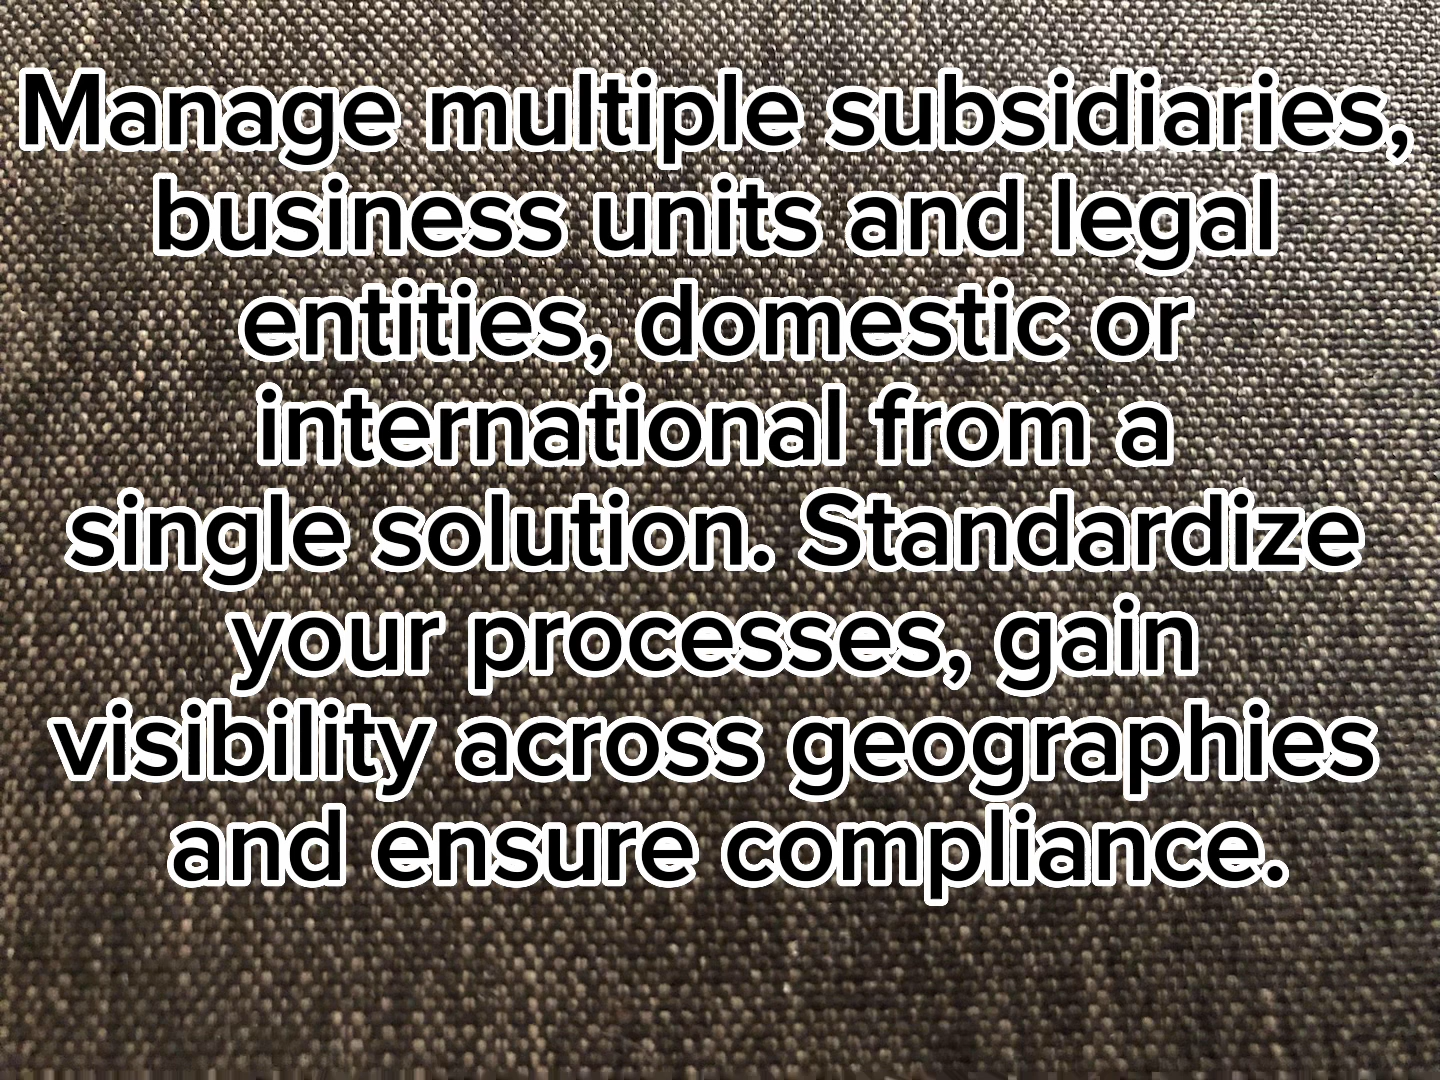 Manage multiple subsidiaries,
business units and legal
entities, domestic or
international from a
single solution. Standardize
your processes, gain
visibility across geographies
and ensure compliance.